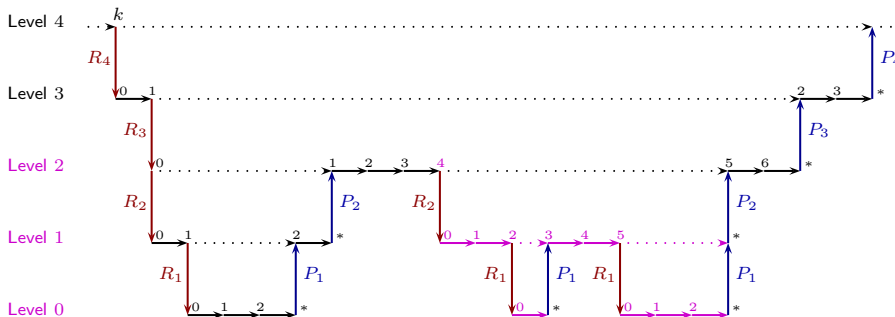 Level 4 k
R4 P
Level 3 0 1 2 3 *
R3 P3
Level 2 0 1 2 3 4 5 6 *
R2 P2 R2 P2
Level 1 0 1 2 * 0 1 2 3 4 5 *
R1 P1 R1 P1 R1 P1
Level 0 0 1 2 * 0 * 0 1 2 *